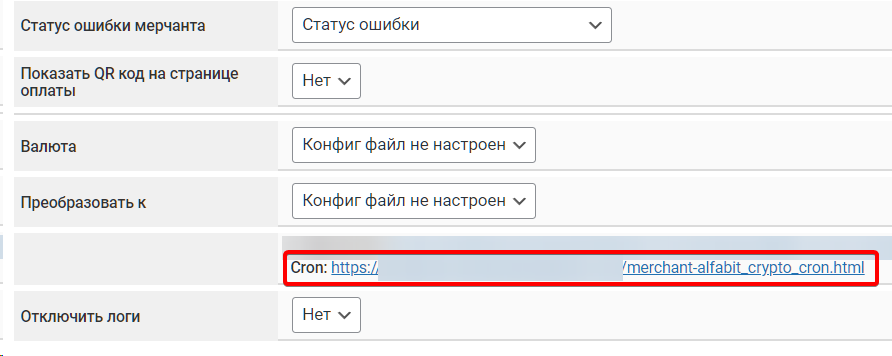 Статус ошибки мерчанта
Статус ошибки
Показать QR код на странице
оплаты
Нет
Валюта
Конфиг файл не настроен
Преобразовать к
Конфиг файл не настроен
Cron: https:// /merchant-alfabit_crypto_cron.html
Отключить логи
Нет